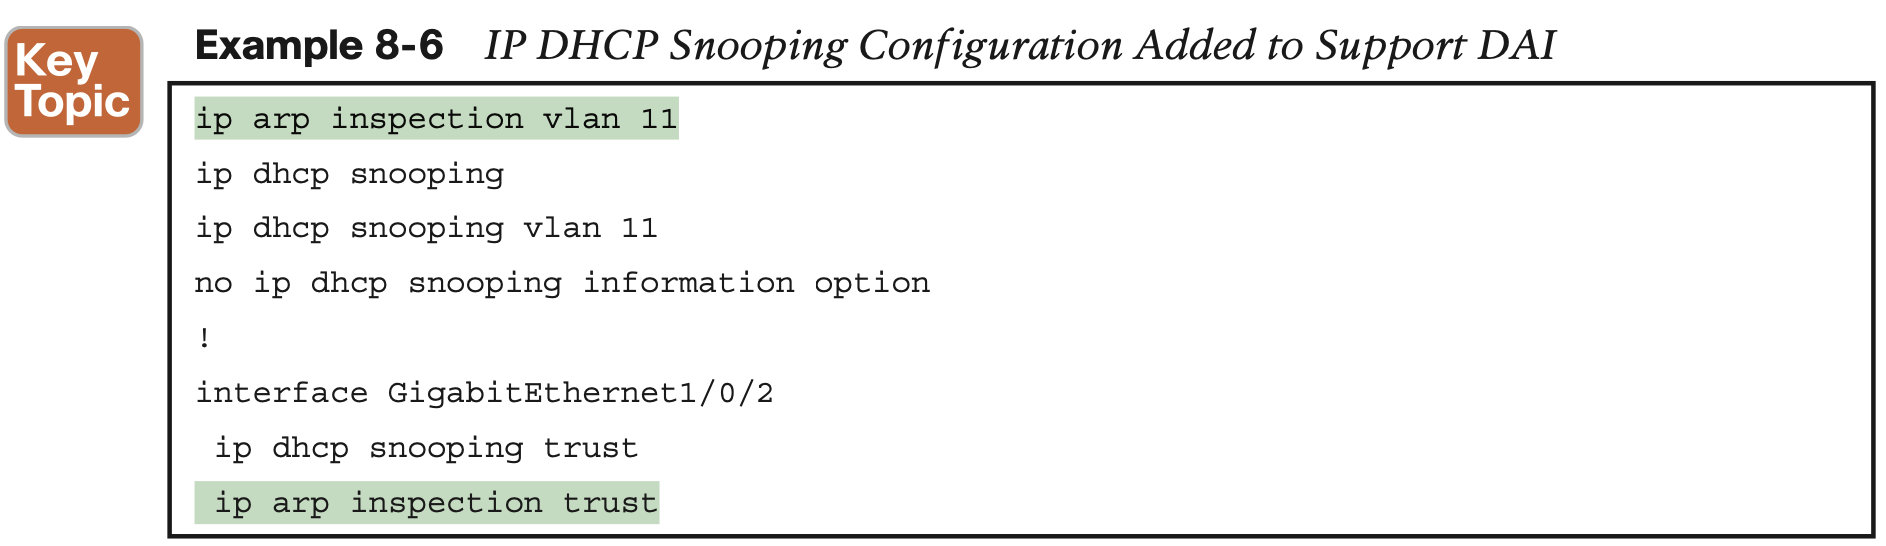 Key
Topic
Example 8-6 IP DHCP Snooping Configuration Added to Support DAI
ip arp inspection vlan 11
ip dhcp snooping
ip dhcp snooping vlan 11
no ip dhcp snooping information option
!
interface GigabitEthernet1/0/2
 ip dhcp snooping trust
 ip arp inspection trust